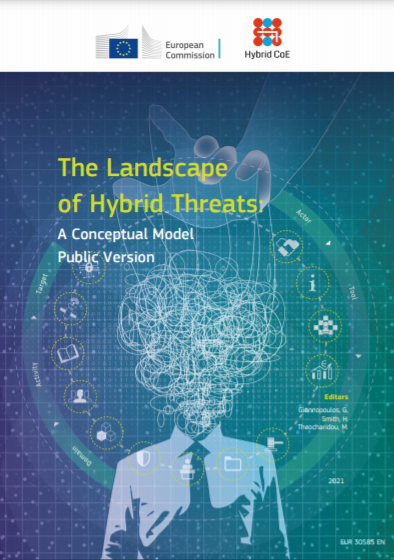 European
Commission
Hybrid CoE
The Landscape
of Hybrid Threats:
A Conceptual Model
Public Version
Actor
Tool
Target
Activity
Domain
Editors
Giannopoulos, G.
Smith, H.
Theocharidou, M.
2021
EUR 30585 EN